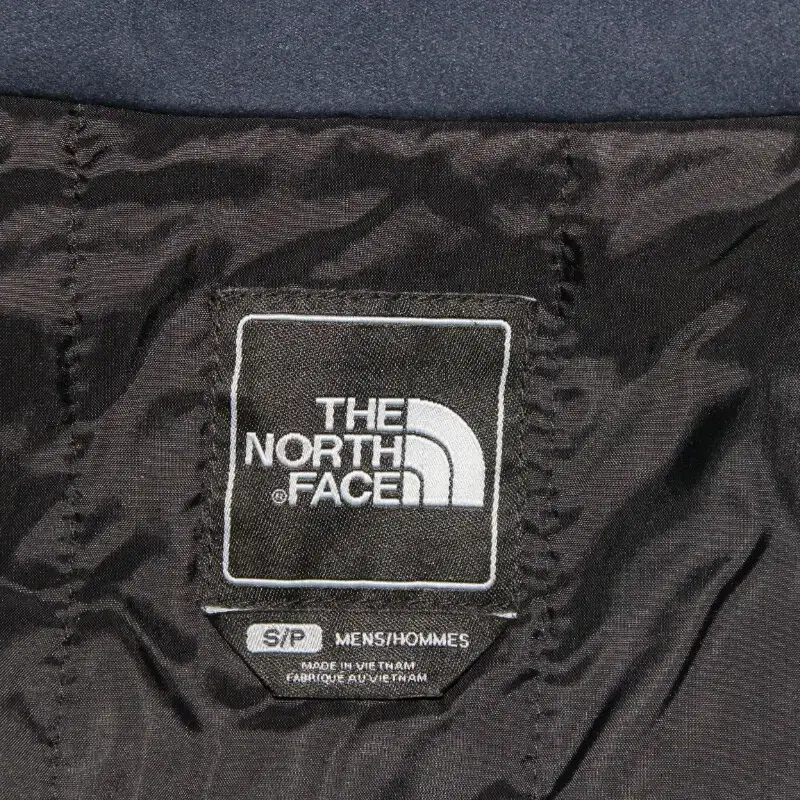 THE
NORTH
® FACE
S/P MENS/HOMMES
MADE IN VIETNAM
FABRIQUE AU VIETNAM